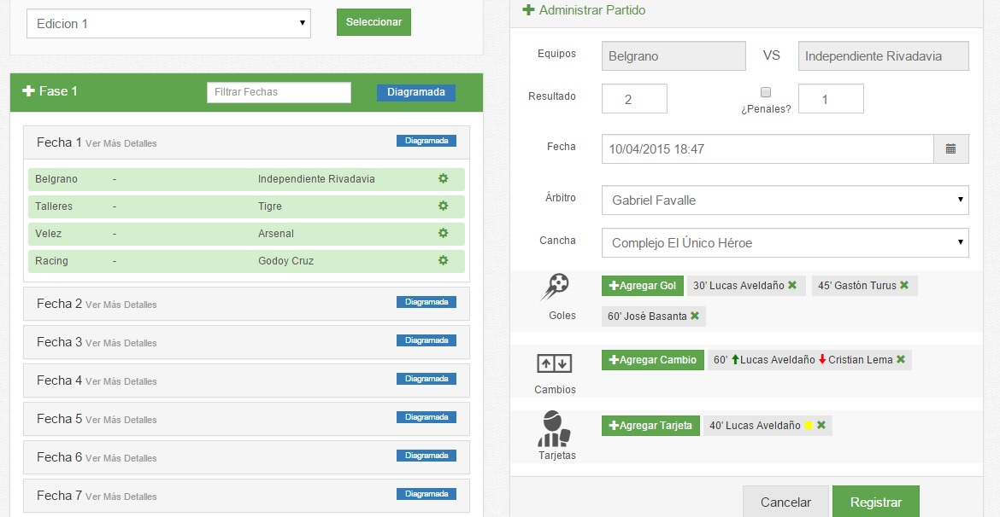 Edicion 1
Seleccionar
Fase 1
Filtrar Fechas
Diagramada
Fecha 1 Ver Más Detalles
Diagramada
Belgrano - Independiente Rivadavia
Talleres - Tigre
Velez - Arsenal
Racing - Godoy Cruz
Fecha 2 Ver Más Detalles
Diagramada
Fecha 3 Ver Más Detalles
Diagramada
Fecha 4 Ver Más Detalles
Diagramada
Fecha 5 Ver Más Detalles
Diagramada
Fecha 6 Ver Más Detalles
Diagramada
Fecha 7 Ver Más Detalles
Diagramada
Administrar Partido
Equipos
Belgrano
VS
Independiente Rivadavia
Resultado
2
¿Penales?
1
Fecha
10/04/2015 18:47
Árbitro
Gabriel Favalle
Cancha
Complejo El Único Héroe
Goles
Agregar Gol
30' Lucas Aveldaño
45' Gastón Turus
60' José Basanta
Cambios
Agregar Cambio
60' Lucas Aveldaño Cristian Lema
Tarjetas
Agregar Tarjeta
40' Lucas Aveldaño
Cancelar
Registrar